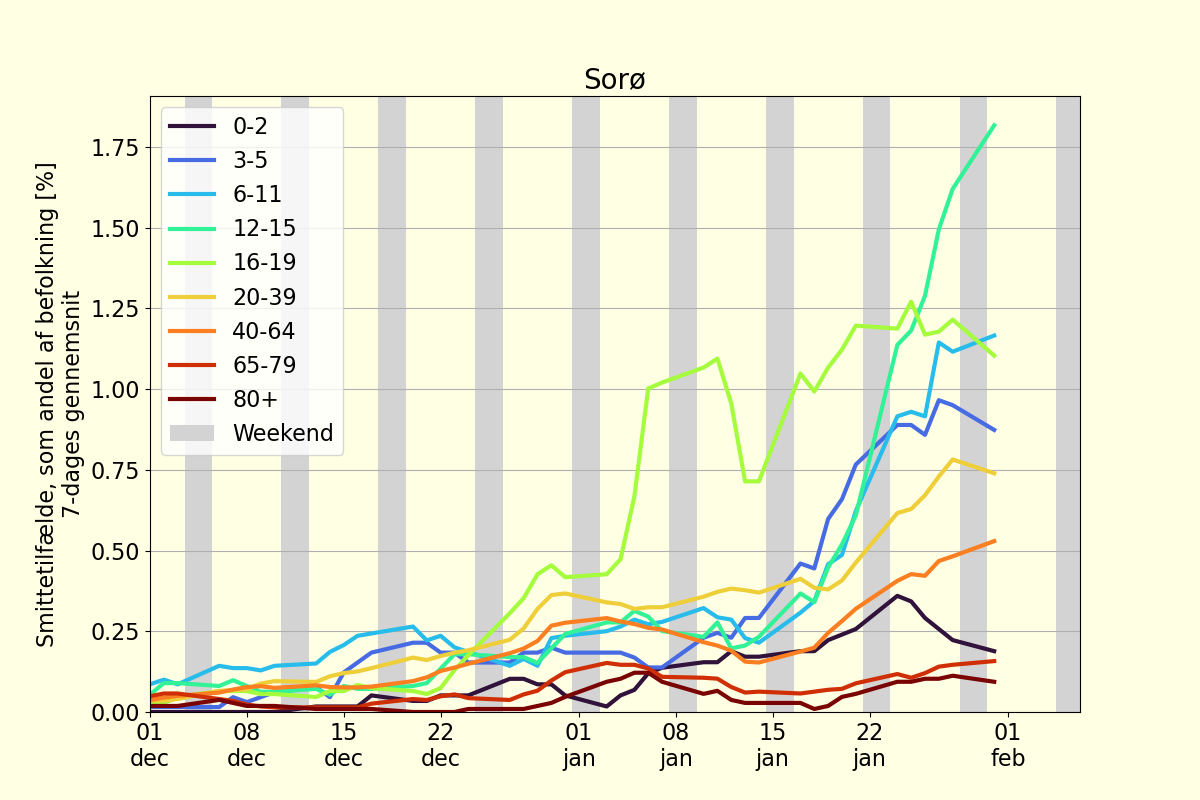 Sorø
Smittetilfælde, som andel af befolkning [%]
7-dages gennemsnit
1.75
1.50
1.25
1.00
0.75
0.50
0.25
0.00
0-2
3-5
6-11
12-15
16-19
20-39
40-64
65-79
80+
Weekend
01 08 15 22 01 08 15 22 01
dec dec dec dec jan jan jan jan feb